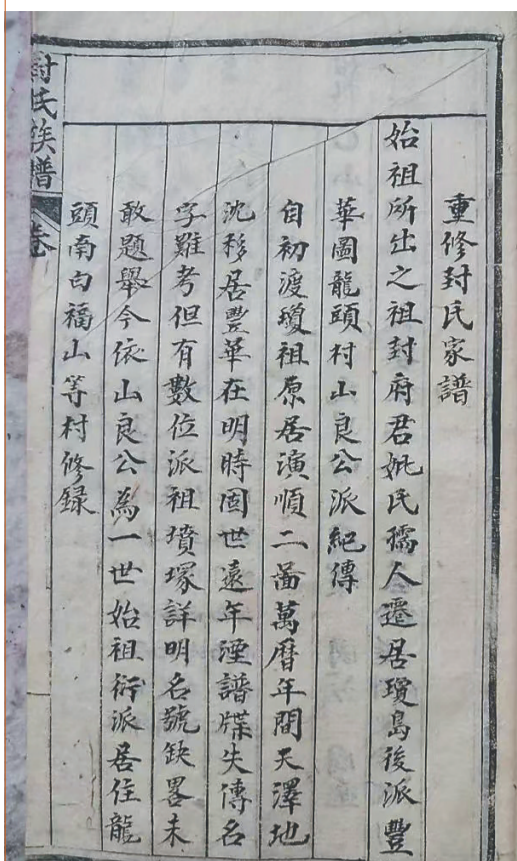 重修封氏家譜
始祖所出之祖封府君妣氏孺人遷居瓊島後派豐
華圖龍頭村山良公派紀傳
自初渡瓊祖原居演順二啚萬曆年間天澤地
沈移居豐華在明時因世遠年湮譜牒失傳名
字難考但有數位派祖墳塚詳明名號缺畧未
敢題舉今依山良公為一世始祖衍派居住龍
頭南白福山等村修錄
封氏族譜
卷